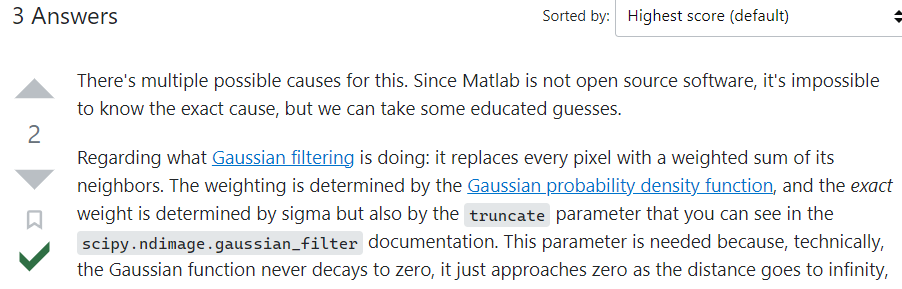 3 Answers
Sorted by: Highest score (default)
There's multiple possible causes for this. Since Matlab is not open source software, it's impossible
to know the exact cause, but we can take some educated guesses.
2
Regarding what Gaussian filtering is doing: it replaces every pixel with a weighted sum of its
neighbors. The weighting is determined by the Gaussian probability density function, and the exact
weight is determined by sigma but also by the truncate parameter that you can see in the
scipy.ndimage.gaussian_filter documentation. This parameter is needed because, technically,
the Gaussian function never decays to zero, it just approaches zero as the distance goes to infinity,